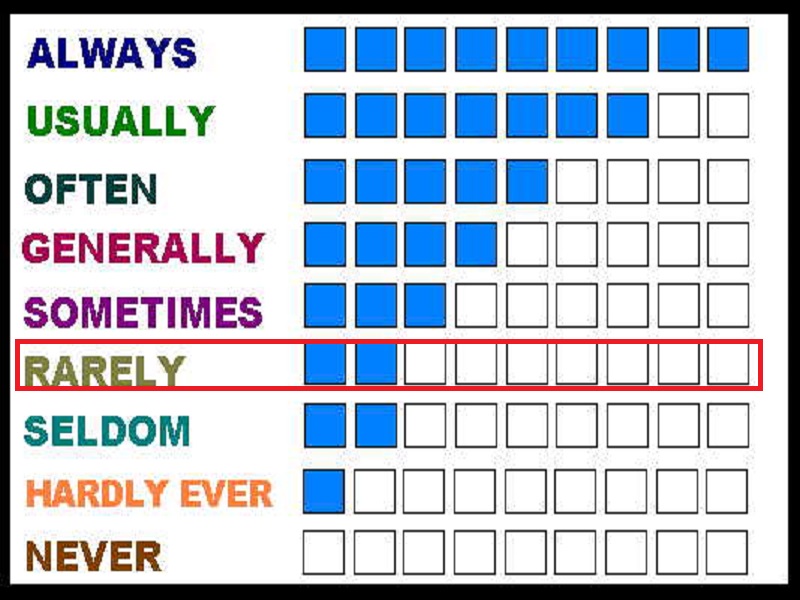 ALWAYS
USUALLY
OFTEN
GENERALLY
SOMETIMES
RARELY
SELDOM
HARDLY EVER
NEVER